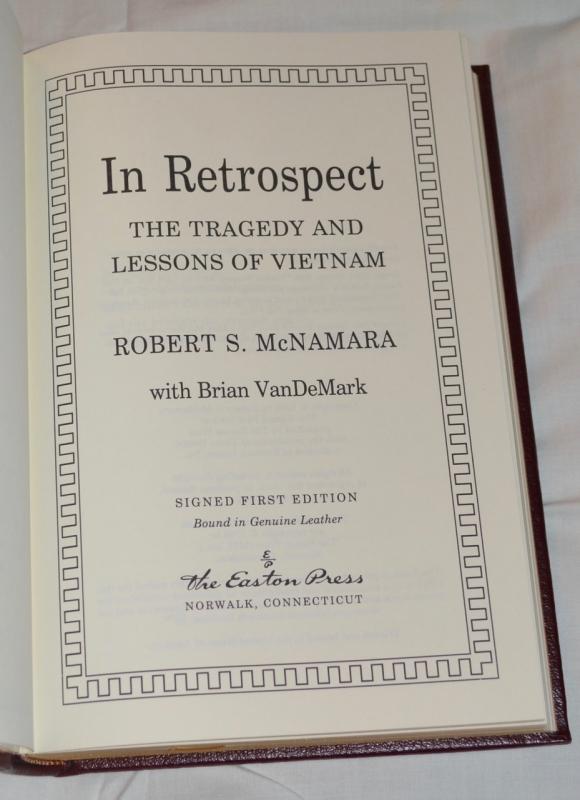 In Retrospect
THE TRAGEDY AND
LESSONS OF VIETNAM
ROBERT S. McNAMARA
with Brian VanDeMark
SIGNED FIRST EDITION
Bound in Genuine Leather
E
P
The Easton Press
NORWALK, CONNECTICUT